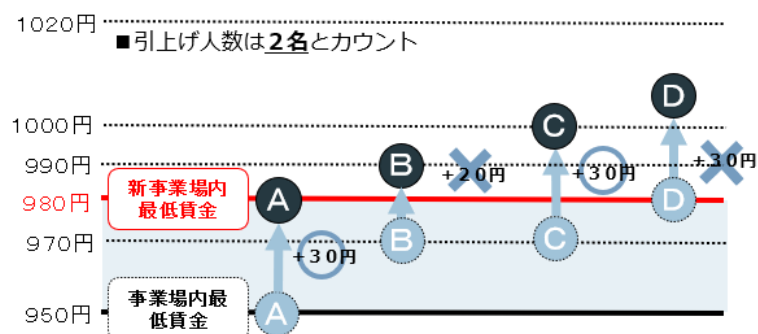 1020円
■引上げ人数は２名とカウント
D
1000円
C
990円
B
+20円
+30円
+30円
新事業場内
最低賃金
980円
A
D
970円
B
C
+30円
事業場内最
低賃金
950円
A